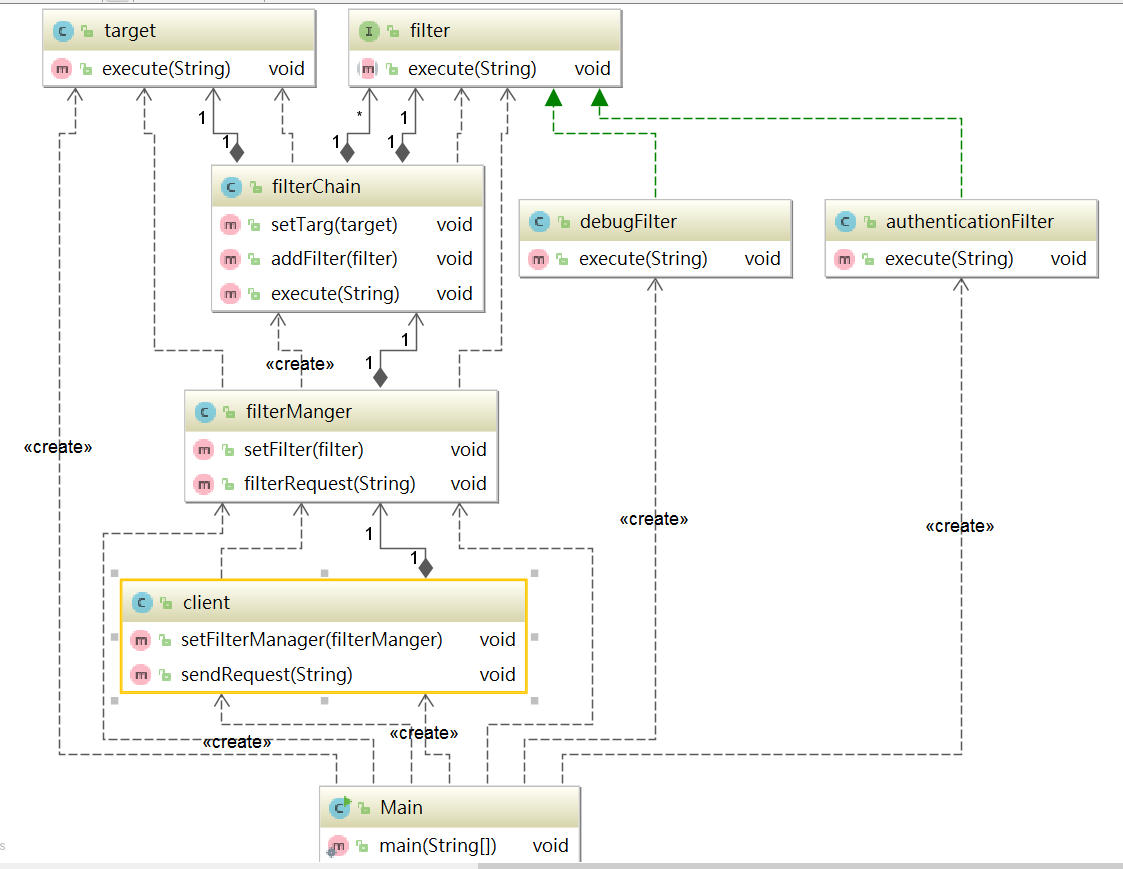 target
execute(String) void
filter
execute(String) void
1
1
*
1
1
1
filterChain
setTarg(target) void
addFilter(filter) void
execute(String) void
debugFilter
execute(String) void
authenticationFilter
execute(String) void
1
«create»
1
filterManger
setFilter(filter) void
filterRequest(String) void
«create»
«create»
«create»
1
1
client
setFilterManager(filterManger) void
sendRequest(String) void
«create»
«create»
Main
main(String[]) void
s